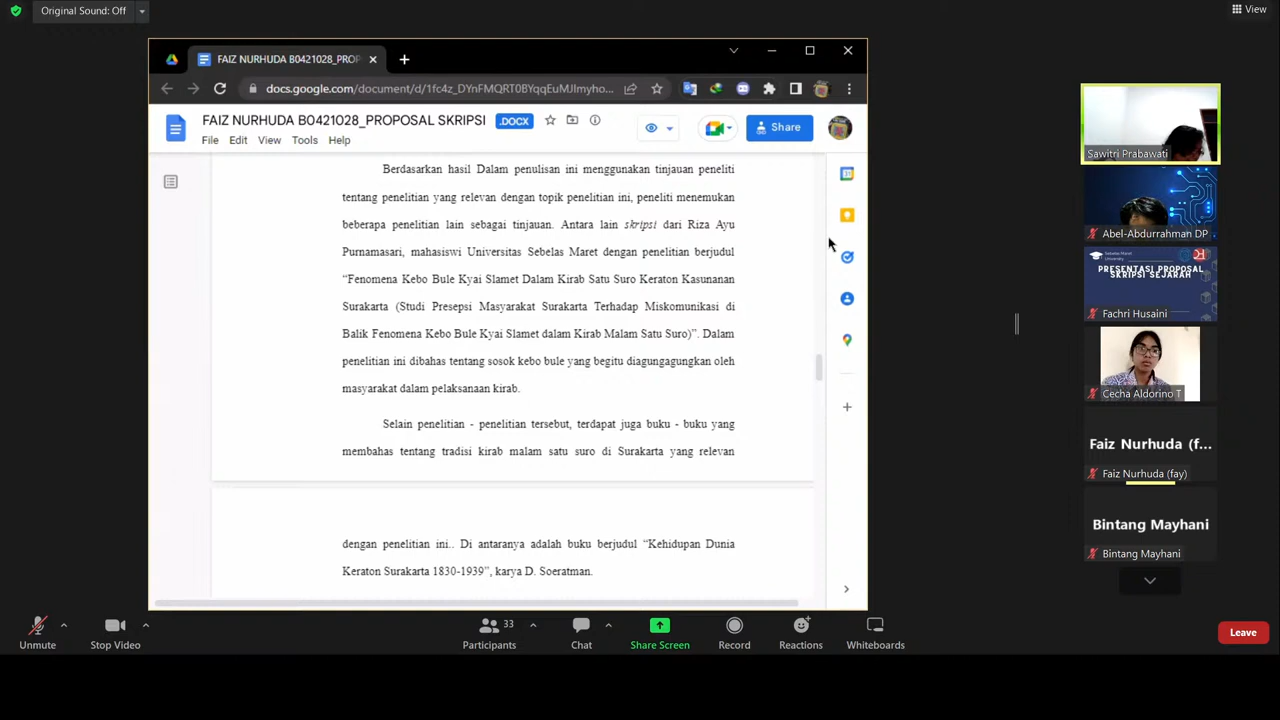 Original Sound: Off
View
FAIZ NURHUDA B0421028_PROP
docs.google.com/document/d/1fc4z_DYnFMQRT0BYqqEuMJlmyho...
FAIZ NURHUDA B0421028_PROPOSAL SKRIPSI
.DOCX
File Edit View Tools Help
Share
Berdasarkan hasil Dalam penulisan ini menggunakan tinjauan peneliti
tentang penelitian yang relevan dengan topik penelitian ini, peneliti menemukan
beberapa penelitian lain sebagai tinjauan. Antara lain skripsi dari Riza Ayu
Purnamasari, mahasiswi Universitas Sebelas Maret dengan penelitian berjudul
“Fenomena Kebo Bule Kyai Slamet Dalam Kirab Satu Suro Keraton Kasunanan
Surakarta (Studi Presepsi Masyarakat Surakarta Terhadap Miskomunikasi di
Balik Fenomena Kebo Bule Kyai Slamet dalam Kirab Malam Satu Suro)”. Dalam
penelitian ini dibahas tentang sosok kebo bule yang begitu diagungagungkan oleh
masyarakat dalam pelaksanaan kirab.
Selain penelitian - penelitian tersebut, terdapat juga buku - buku yang
membahas tentang tradisi kirab malam satu suro di Surakarta yang relevan
dengan penelitian ini.. Di antaranya adalah buku berjudul “Kehidupan Dunia
Keraton Surakarta 1830-1939”, karya D. Soeratman.
Sawitri Prabawati
Abel-Abdurrahman DP
PRESENTASI PROPOSAL
SKRIPSI SEJARAH
Fachri Husaini
Cecha Aldorino T
Faiz Nurhuda (f...
Faiz Nurhuda (fay)
Bintang Mayhani
Bintang Mayhani
Unmute
Stop Video
Participants
33
Chat
Share Screen
Record
Reactions
Whiteboards
Leave